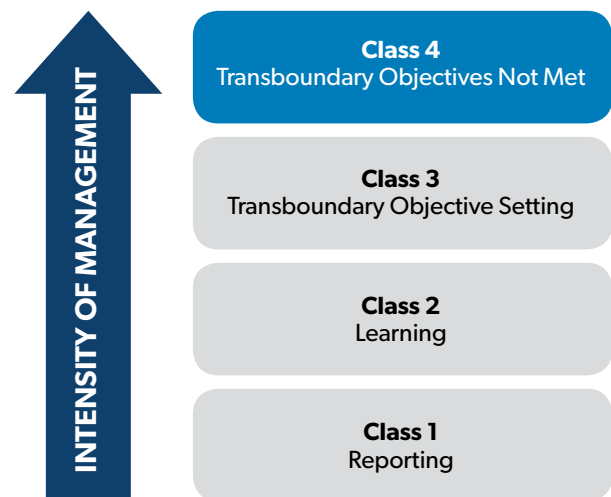 INTENSITY OF MANAGEMENT
Class 4
Transboundary Objectives Not Met
Class 3
Transboundary Objective Setting
Class 2
Learning
Class 1
Reporting